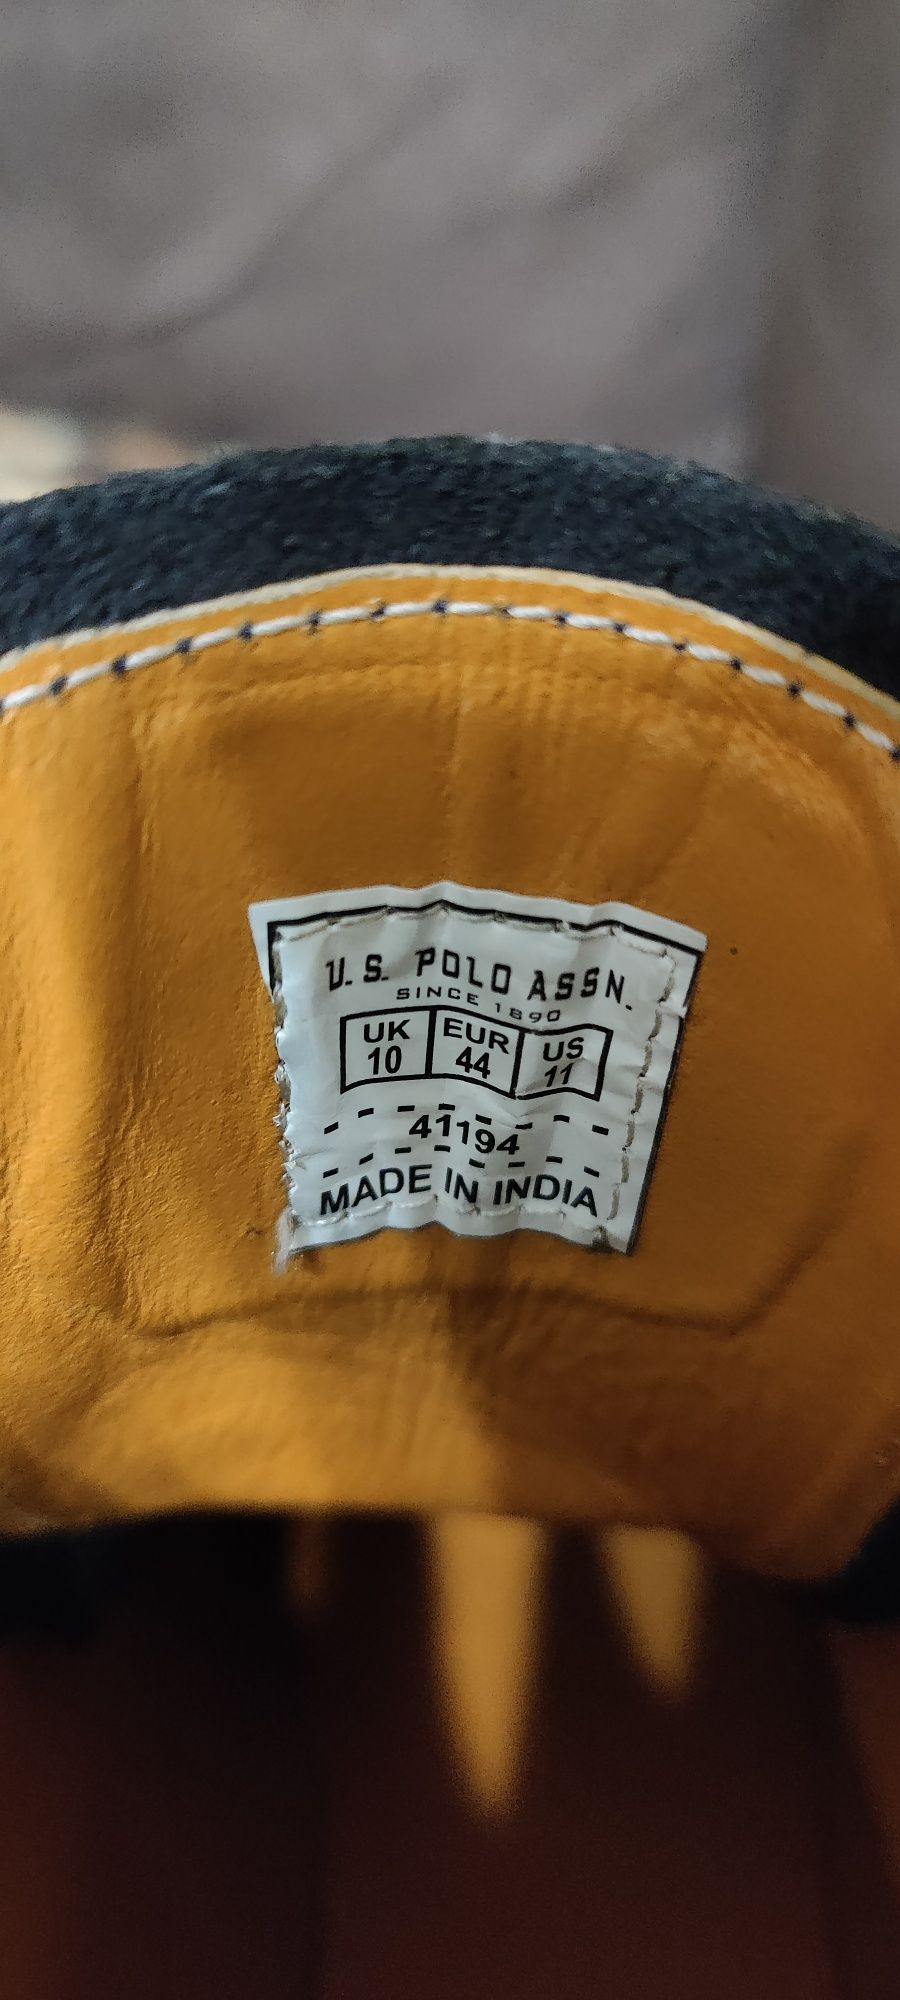 U.S. POLO ASSN.
SINCE 1890
UK EUR US
10 44 11
41194
MADE IN INDIA